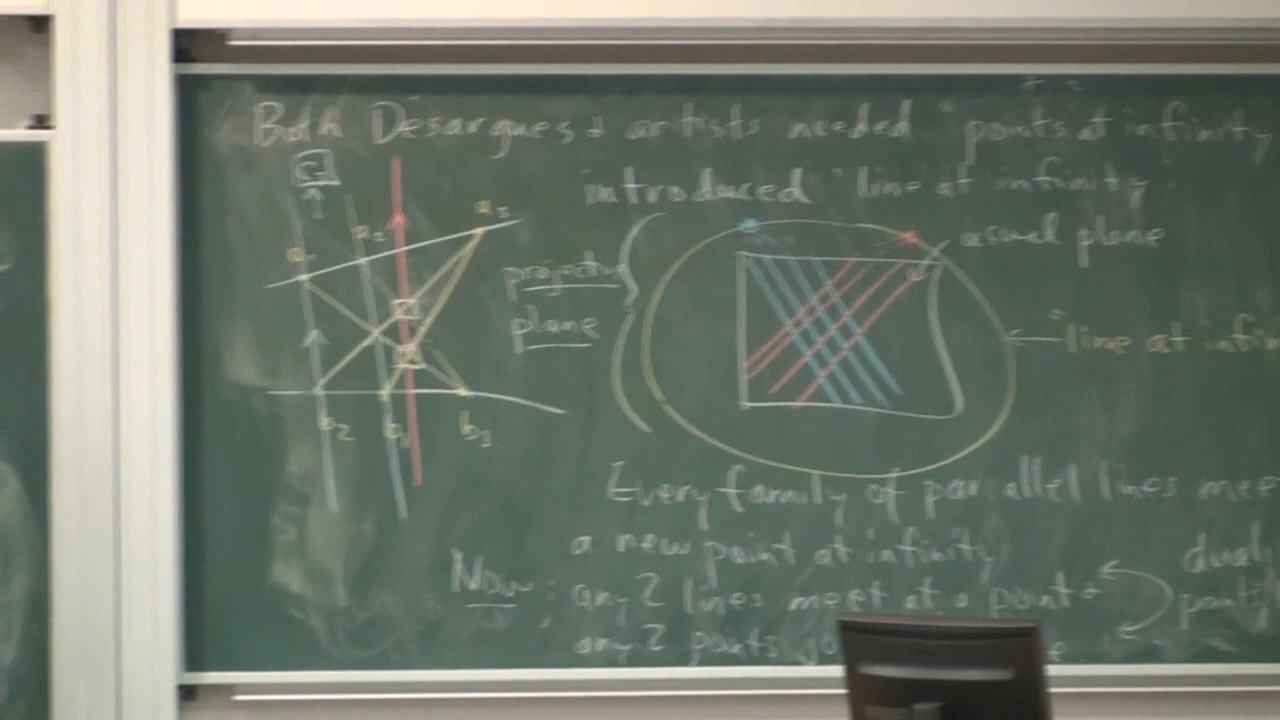 Both Desargues + artists needed "points at infinity
introduced "line at infinity
usual plane
a₁
a₂
a₃
plane
"line at infin
b₂ b₁ b₃
Every family of parallel lines mee
a new point at infinity
Now: any 2 lines meet at a point +
any 2 points
dual
points